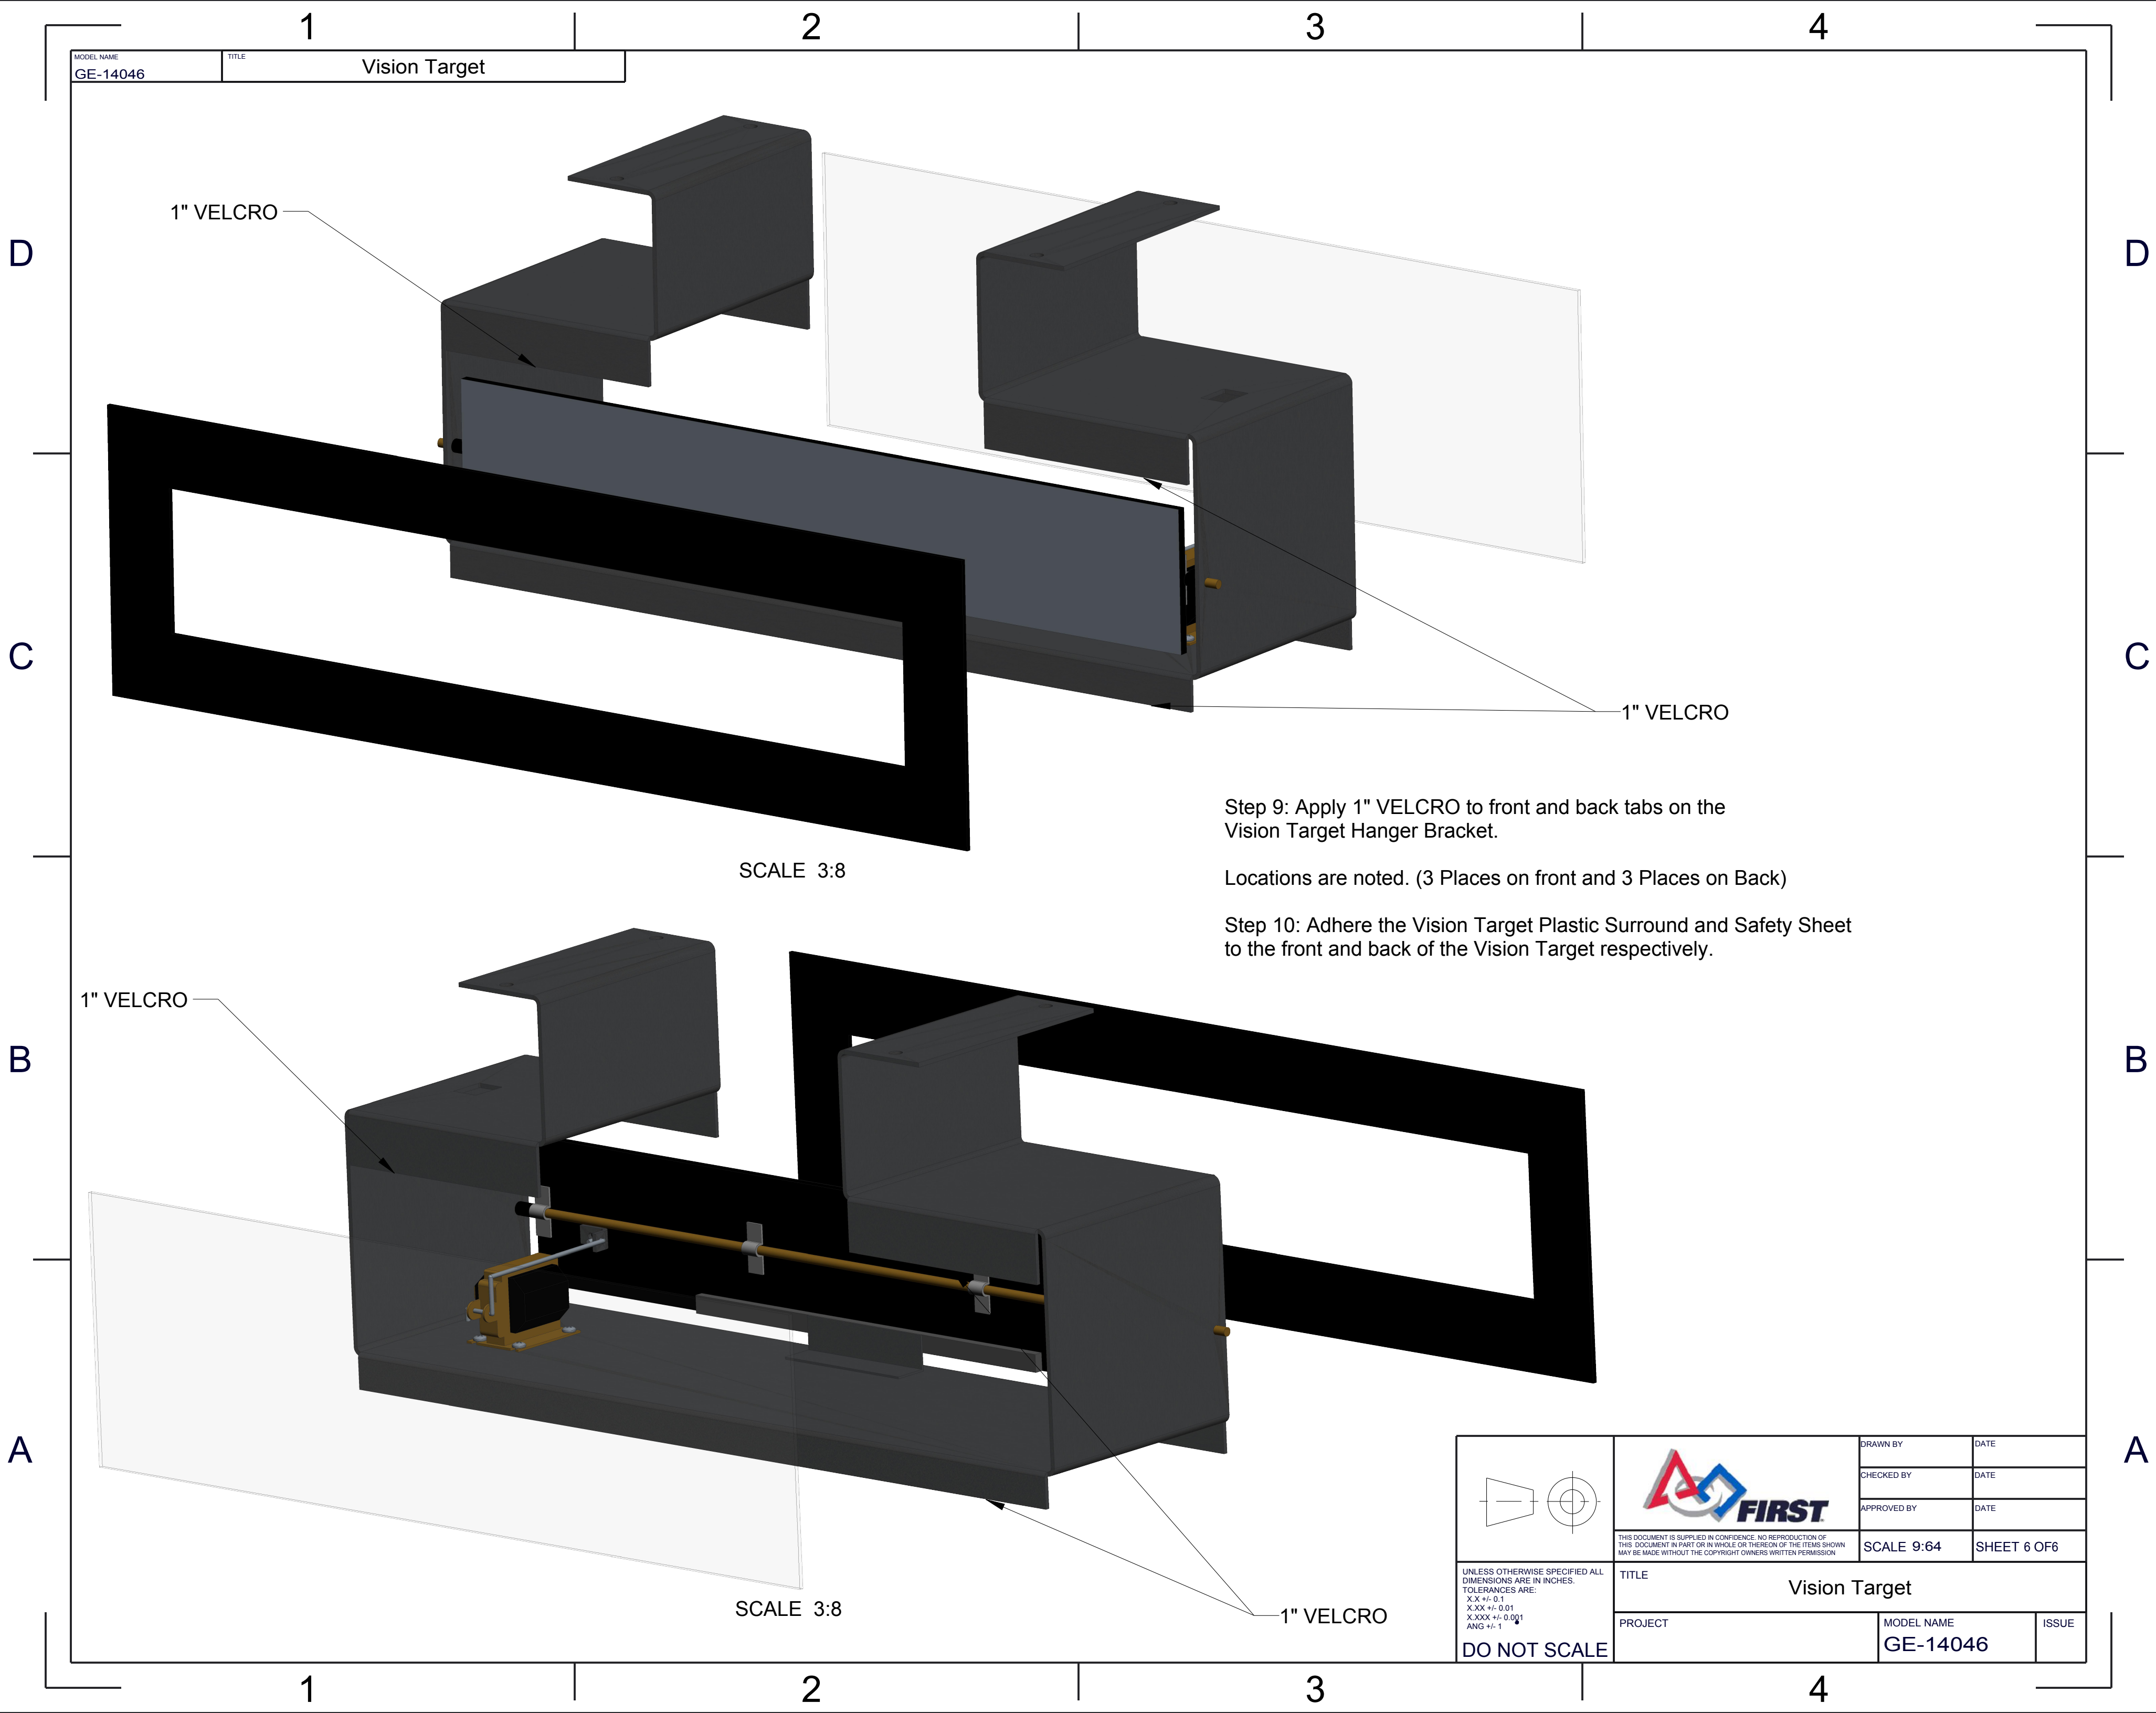 1 2 3 4
MODEL NAME
GE-14046
TITLE
Vision Target
D
D
1" VELCRO
C
C
1" VELCRO
Step 9: Apply 1" VELCRO to front and back tabs on the
Vision Target Hanger Bracket.
Locations are noted. (3 Places on front and 3 Places on Back)
Step 10: Adhere the Vision Target Plastic Surround and Safety Sheet
to the front and back of the Vision Target respectively.
SCALE 3:8
1" VELCRO
B
B
A
A
SCALE 3:8
1" VELCRO
FIRST
DRAWN BY
DATE
CHECKED BY
DATE
APPROVED BY
DATE
THIS DOCUMENT IS SUPPLIED IN CONFIDENCE. NO REPRODUCTION OF
THIS DOCUMENT IN PART OR IN WHOLE OR THEREON OF THE ITEMS SHOWN
MAY BE MADE WITHOUT THE COPYRIGHT OWNERS WRITTEN PERMISSION
SCALE 9:64
SHEET 6 OF6
UNLESS OTHERWISE SPECIFIED ALL
DIMENSIONS ARE IN INCHES.
TOLERANCES ARE:
X.X +/- 0.1
X.XX +/- 0.01
X.XXX +/- 0.001
ANG +/- 1
DO NOT SCALE
TITLE
Vision Target
PROJECT
MODEL NAME
GE-14046
ISSUE
1 2 3 4